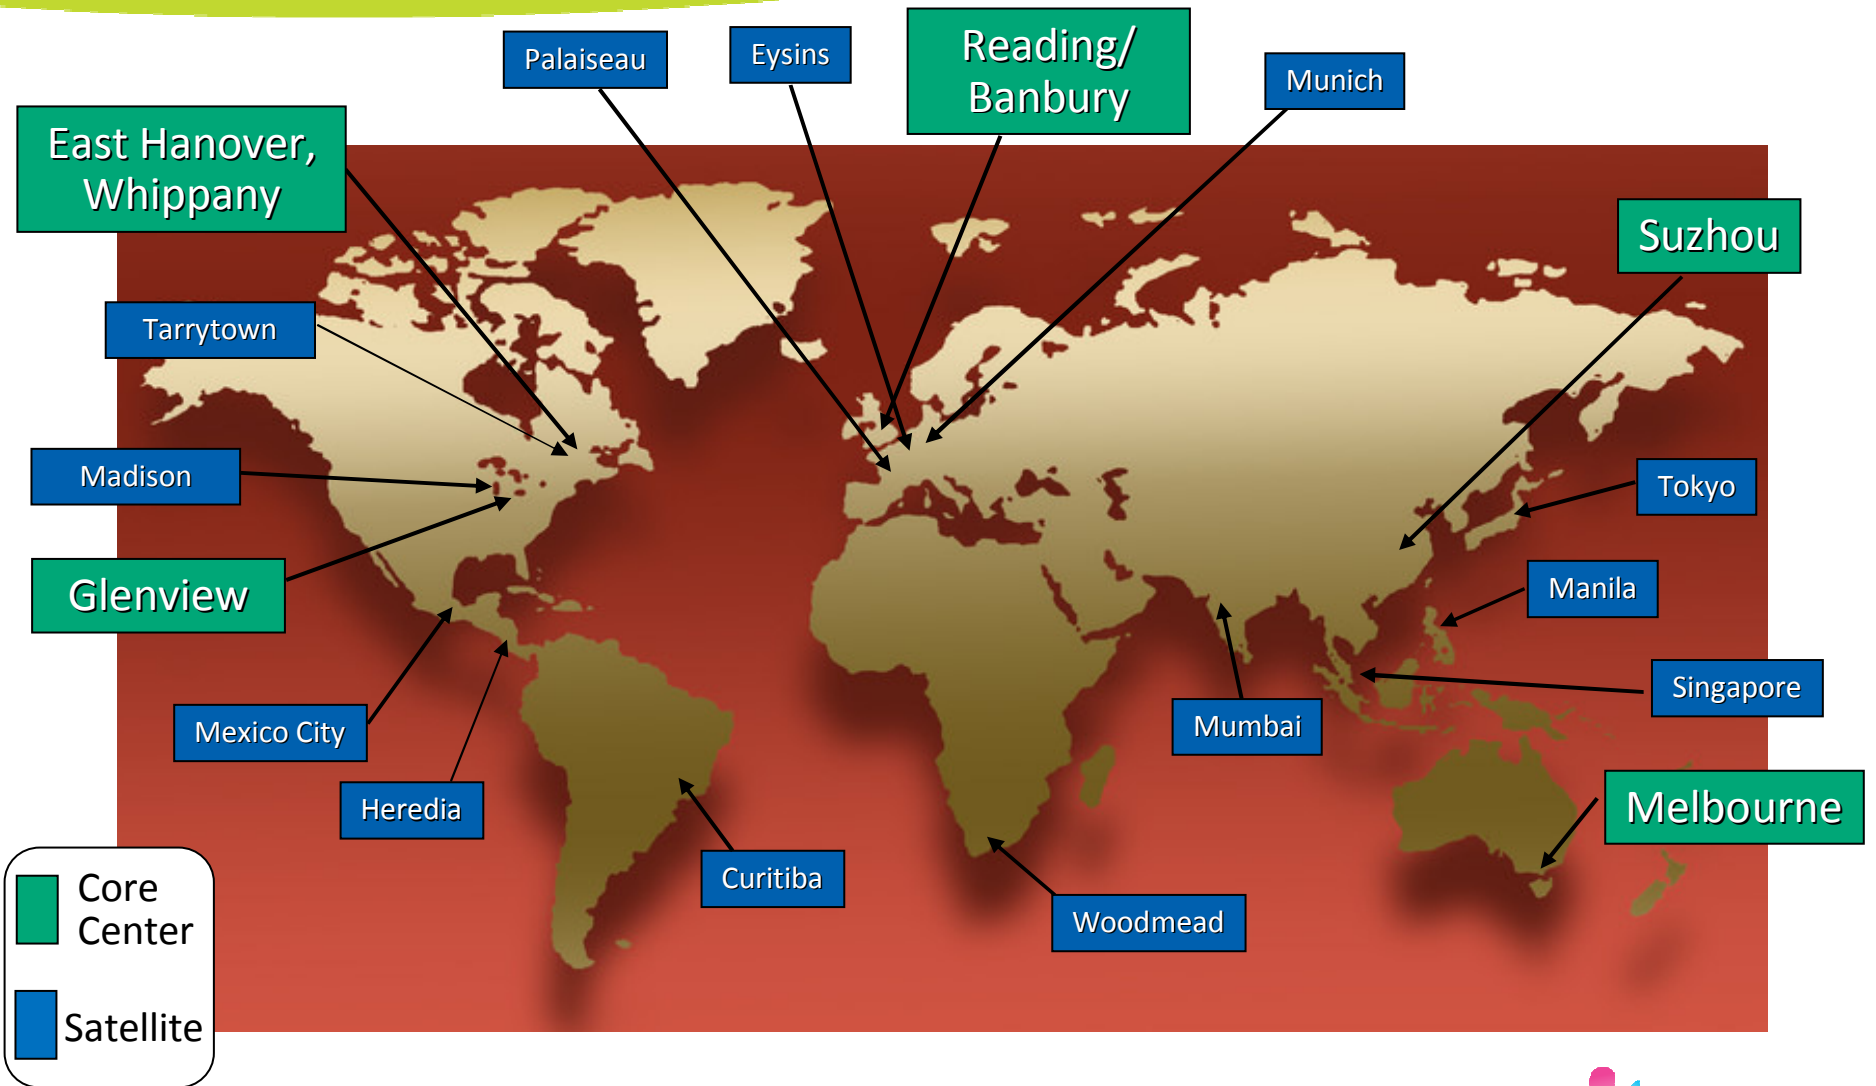 Palaiseau
Eysins
Reading/
Banbury
Munich
East Hanover,
Whippany
Suzhou
Tarrytown
Madison
Tokyo
Glenview
Manila
Singapore
Mexico City
Mumbai
Heredia
Melbourne
Curitiba
Woodmead
Core
Center
Satellite